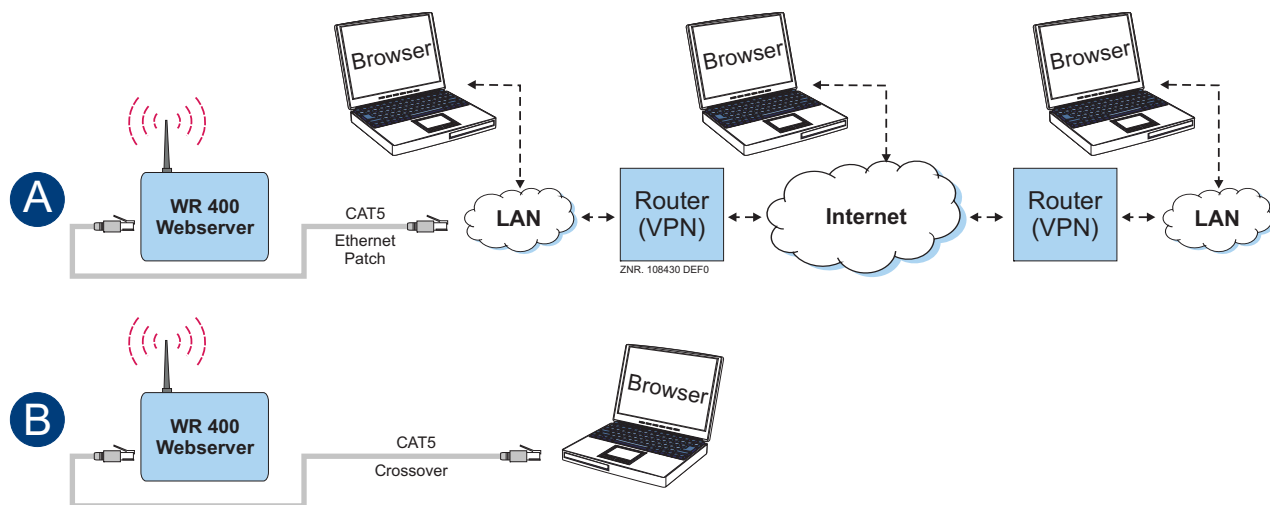 Browser
Browser
Browser
A
WR 400
Webserver
CAT5
Ethernet
Patch
LAN
Router
(VPN)
ZNR. 108430 DEF0
Internet
Router
(VPN)
LAN
B
WR 400
Webserver
CAT5
Crossover
Browser